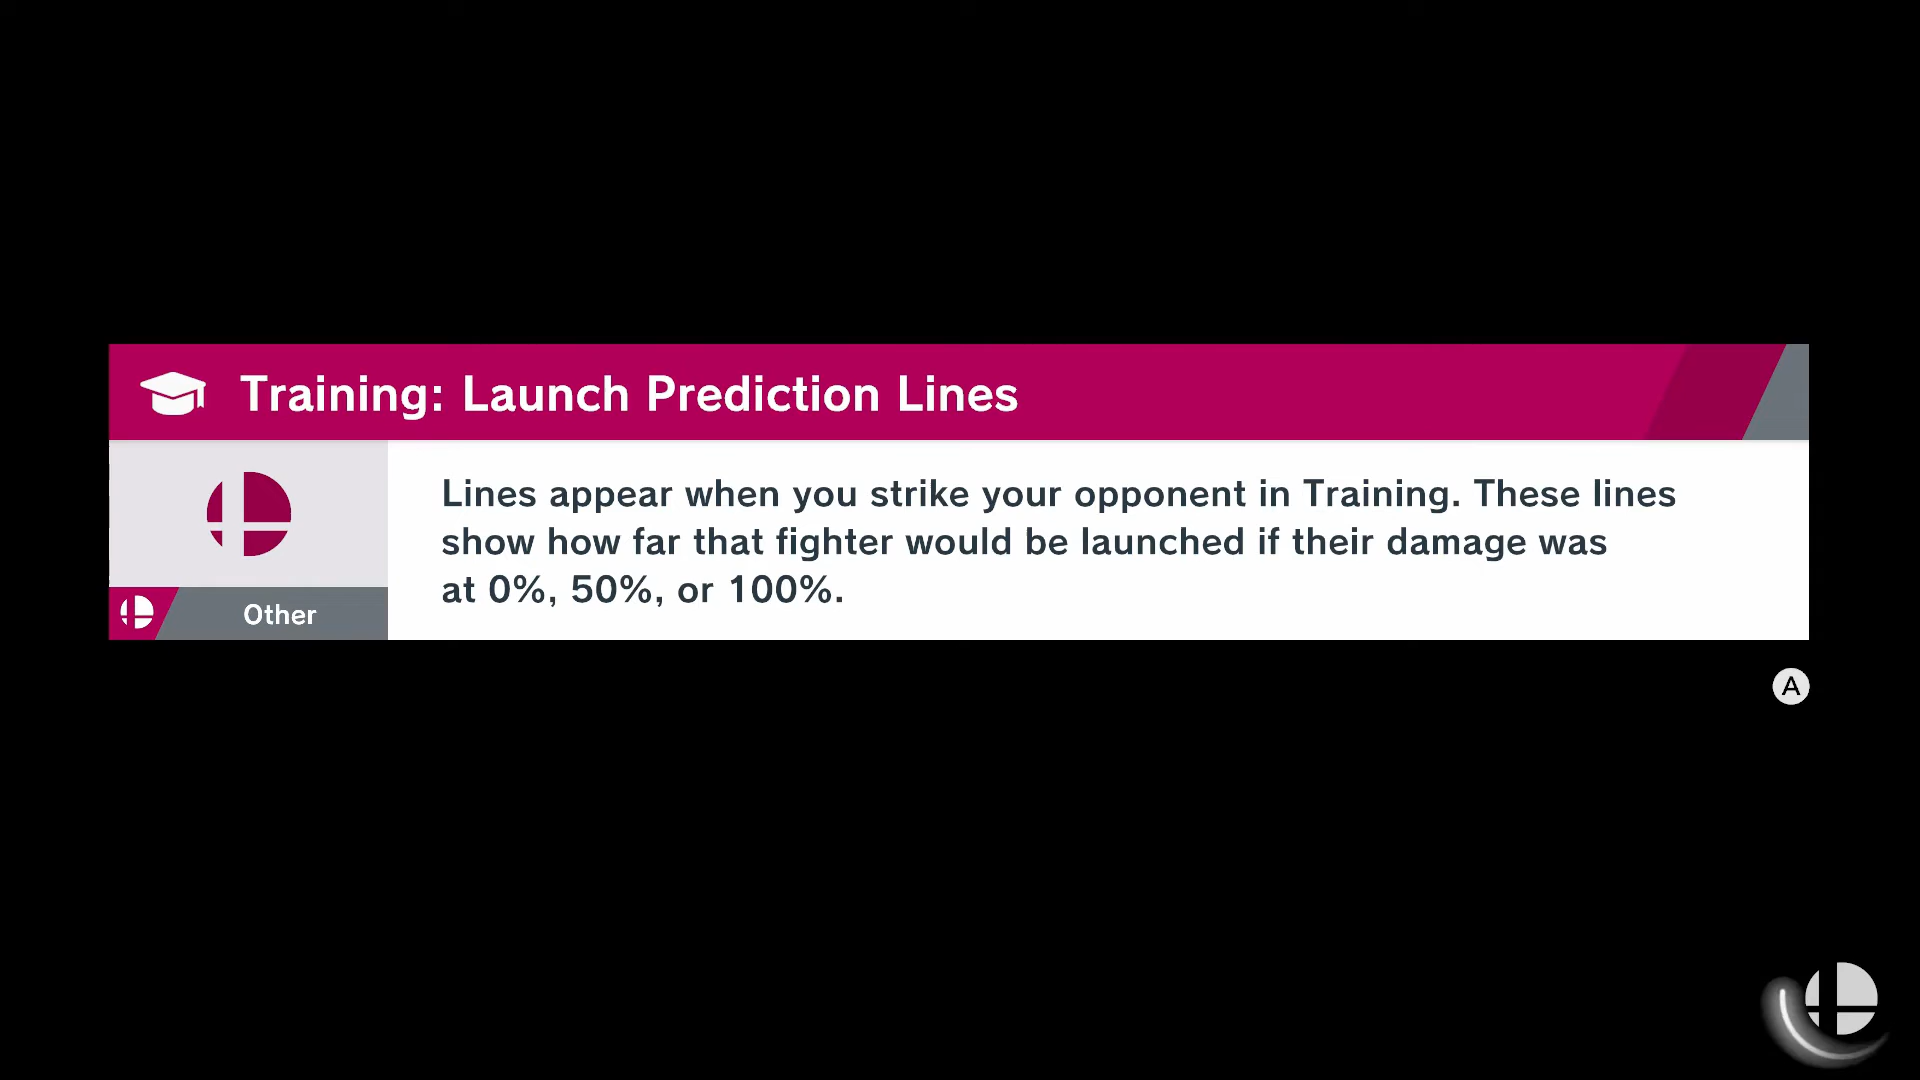 Training: Launch Prediction Lines
Lines appear when you strike your opponent in Training. These lines
show how far that fighter would be launched if their damage was
at 0%, 50%, or 100%.
Other
A